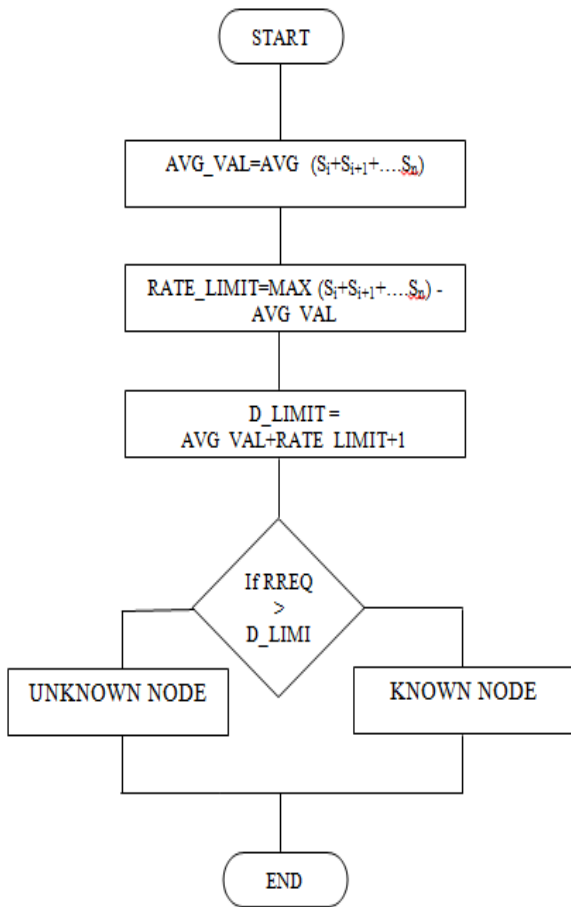 START
AVG_VAL=AVG (Si+Si+1+....Sn)
RATE_LIMIT=MAX (Si+Si+1+....Sn) -
AVG VAL
D_LIMIT =
AVG VAL+RATE LIMIT+1
If RREQ
>
D_LIMI
UNKNOWN NODE
KNOWN NODE
END